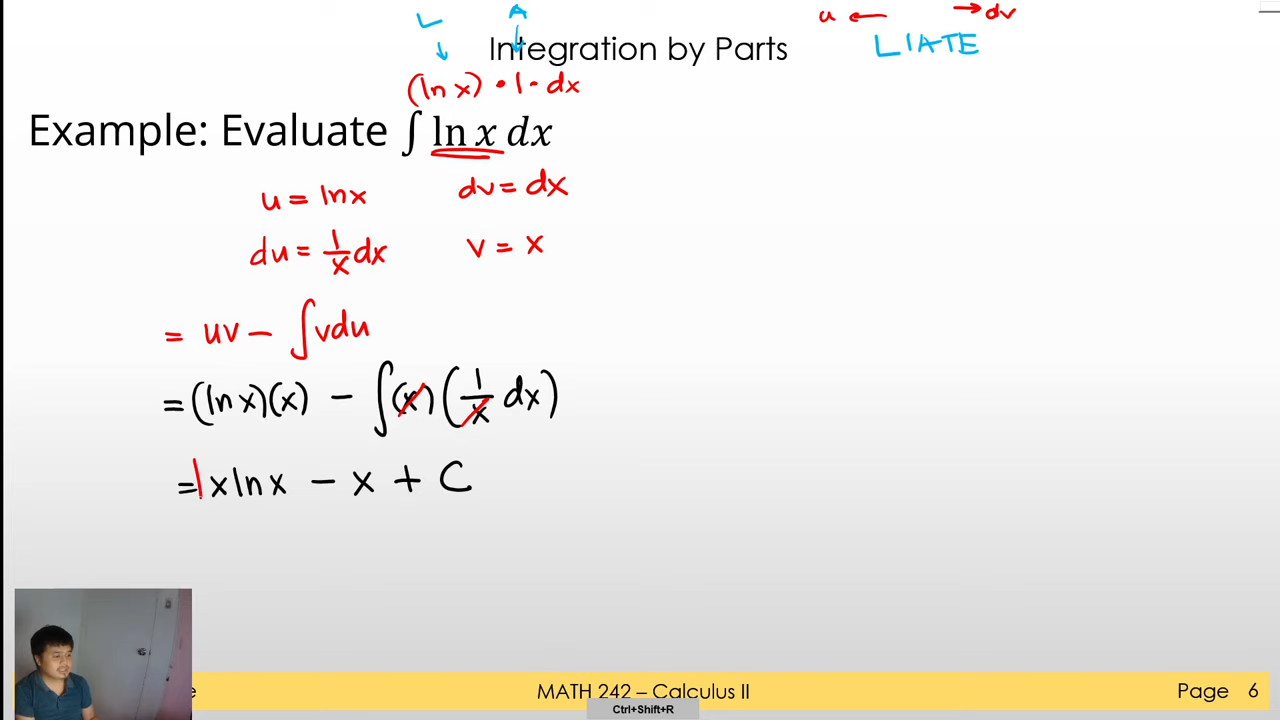 L A u ← → dv
Integration by Parts LIATE
(ln x) • 1 • dx
Example: Evaluate ∫ ln x dx
u = ln x dv = dx
du = 1/x dx v = x
= uv - ∫ v du
= (ln x)(x) - ∫ (x) (1/x dx)
= x ln x - x + C
MATH 242 – Calculus II Page 6
Ctrl+Shift+R